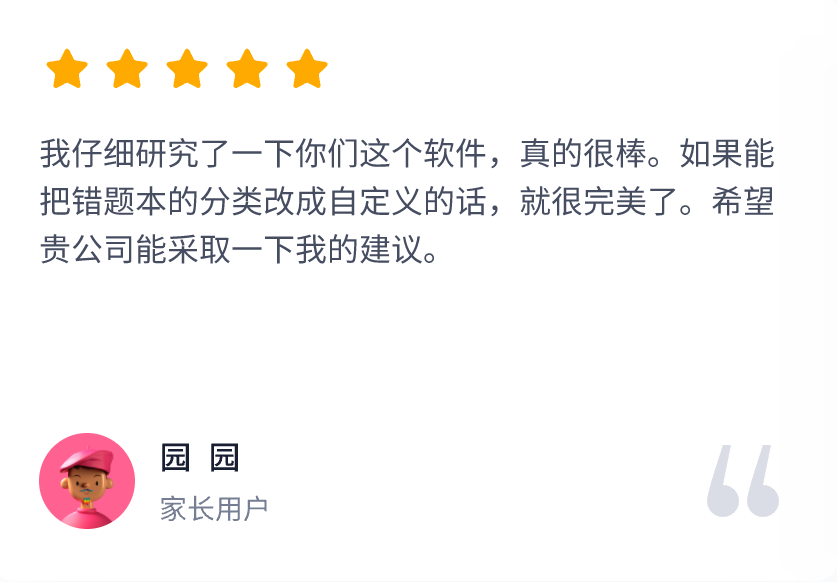 我仔细研究了一下你们这个软件，真的很棒。如果能
把错题本的分类改成自定义的话，就很完美了。希望
贵公司能采取一下我的建议。
园 园
家长用户